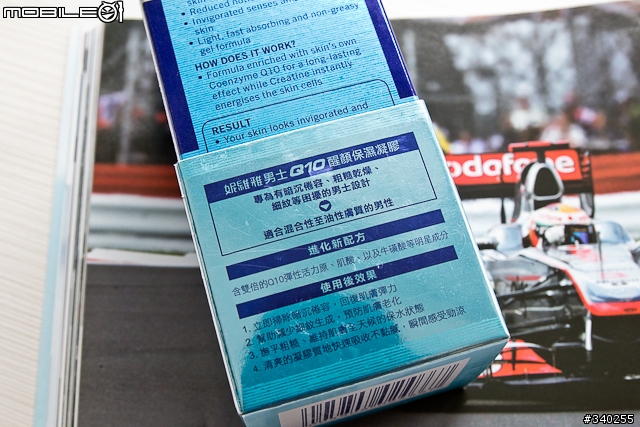 MOBILE01
skin
• Reduced
• Invigorated senses and
skin
• Light, fast absorbing and non-greasy
gel formula
HOW DOES IT WORK?
• Formula enriched with skin's own
Coenzyme Q10 for a long-lasting
effect while Creatine instantly
energises the skin cells
RESULT
• Your skin looks invigorated and
妮維雅男士Q10醒顏保濕凝膠
專為有暗沉倦容、粗糙乾燥、
細紋等困擾的男士設計
適合混合性至油性膚質的男性
進化新配方
含雙倍的Q10彈性活力原、肌酸、以及牛磺酸等明星成分
使用後效果
1. 立即掃除暗沉倦容，回復肌膚彈力
2. 幫助減少細紋生成，預防肌膚老化
3. 撫平粗糙、維持肌膚全天候的保水狀態
4. 清爽的凝膠質地快速吸收不黏膩，瞬間感受勁涼
vodafone
#340255